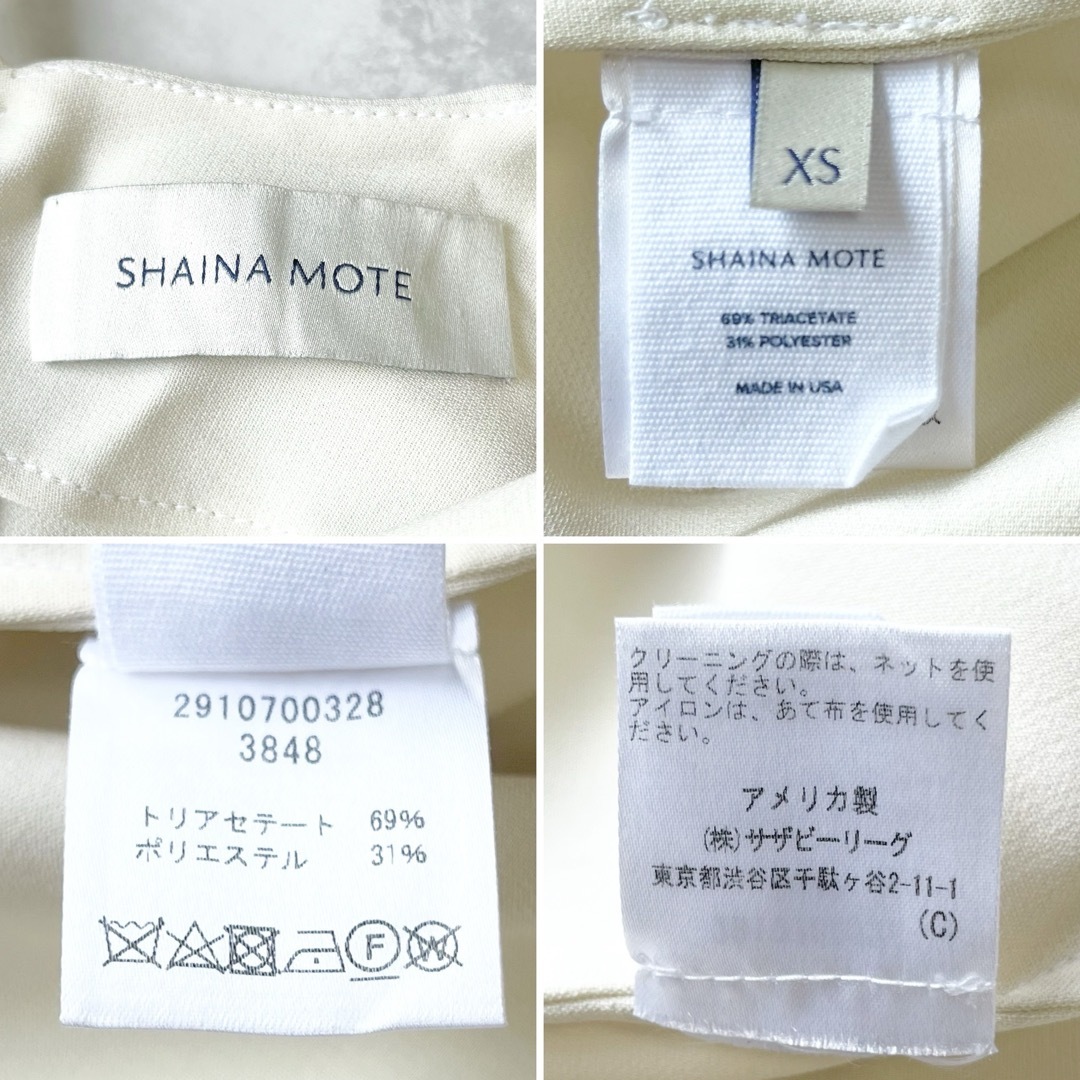 SHAINA MOTE
XS
SHAINA MOTE
69% TRIACETATE
31% POLYESTER
MADE IN USA
2910700328
3848
トリアセテート 69%
ポリエステル 31%
F
W
クリーニングの際は、ネットを使
用してください。
アイロンは、あて布を使用してく
ださい。
アメリカ製
(株)サザビーリーグ
東京都渋谷区千駄ヶ谷2-11-1
(C)